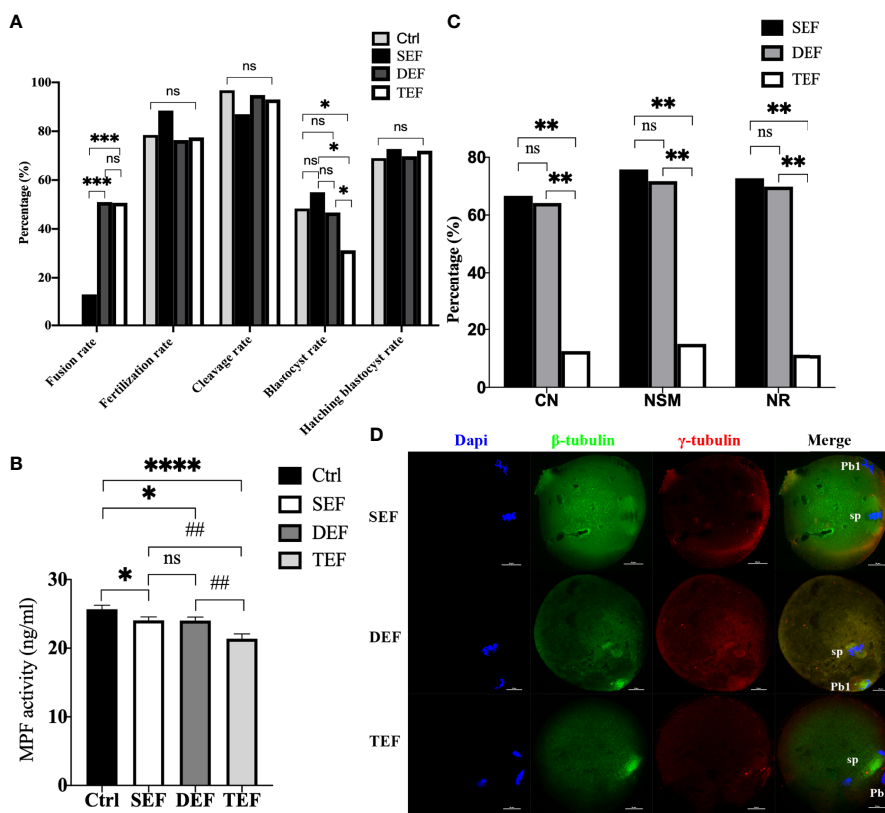 A
Ctrl
SEF
DEF
TEF
Percentage (%)
100
80
60
40
20
0
***
ns
***
ns
ns
*
ns
*
ns
ns
*
ns
Fusion rate
Fertilization rate
Cleavage rate
Blastocyst rate
Hatching blastocyst rate
B
Ctrl
SEF
DEF
TEF
MPF activity (ng/ml)
30
20
10
0
****
*
##
ns
*
##
Ctrl SEF DEF TEF
C
SEF
DEF
TEF
Percentage (%)
80
60
40
20
0
**
ns
**
**
ns
**
**
ns
**
CN NSM NR
D
Dapi β-tubulin γ-tubulin Merge
SEF
Pb1
sp
DEF
sp
Pb1
TEF
sp
Pb